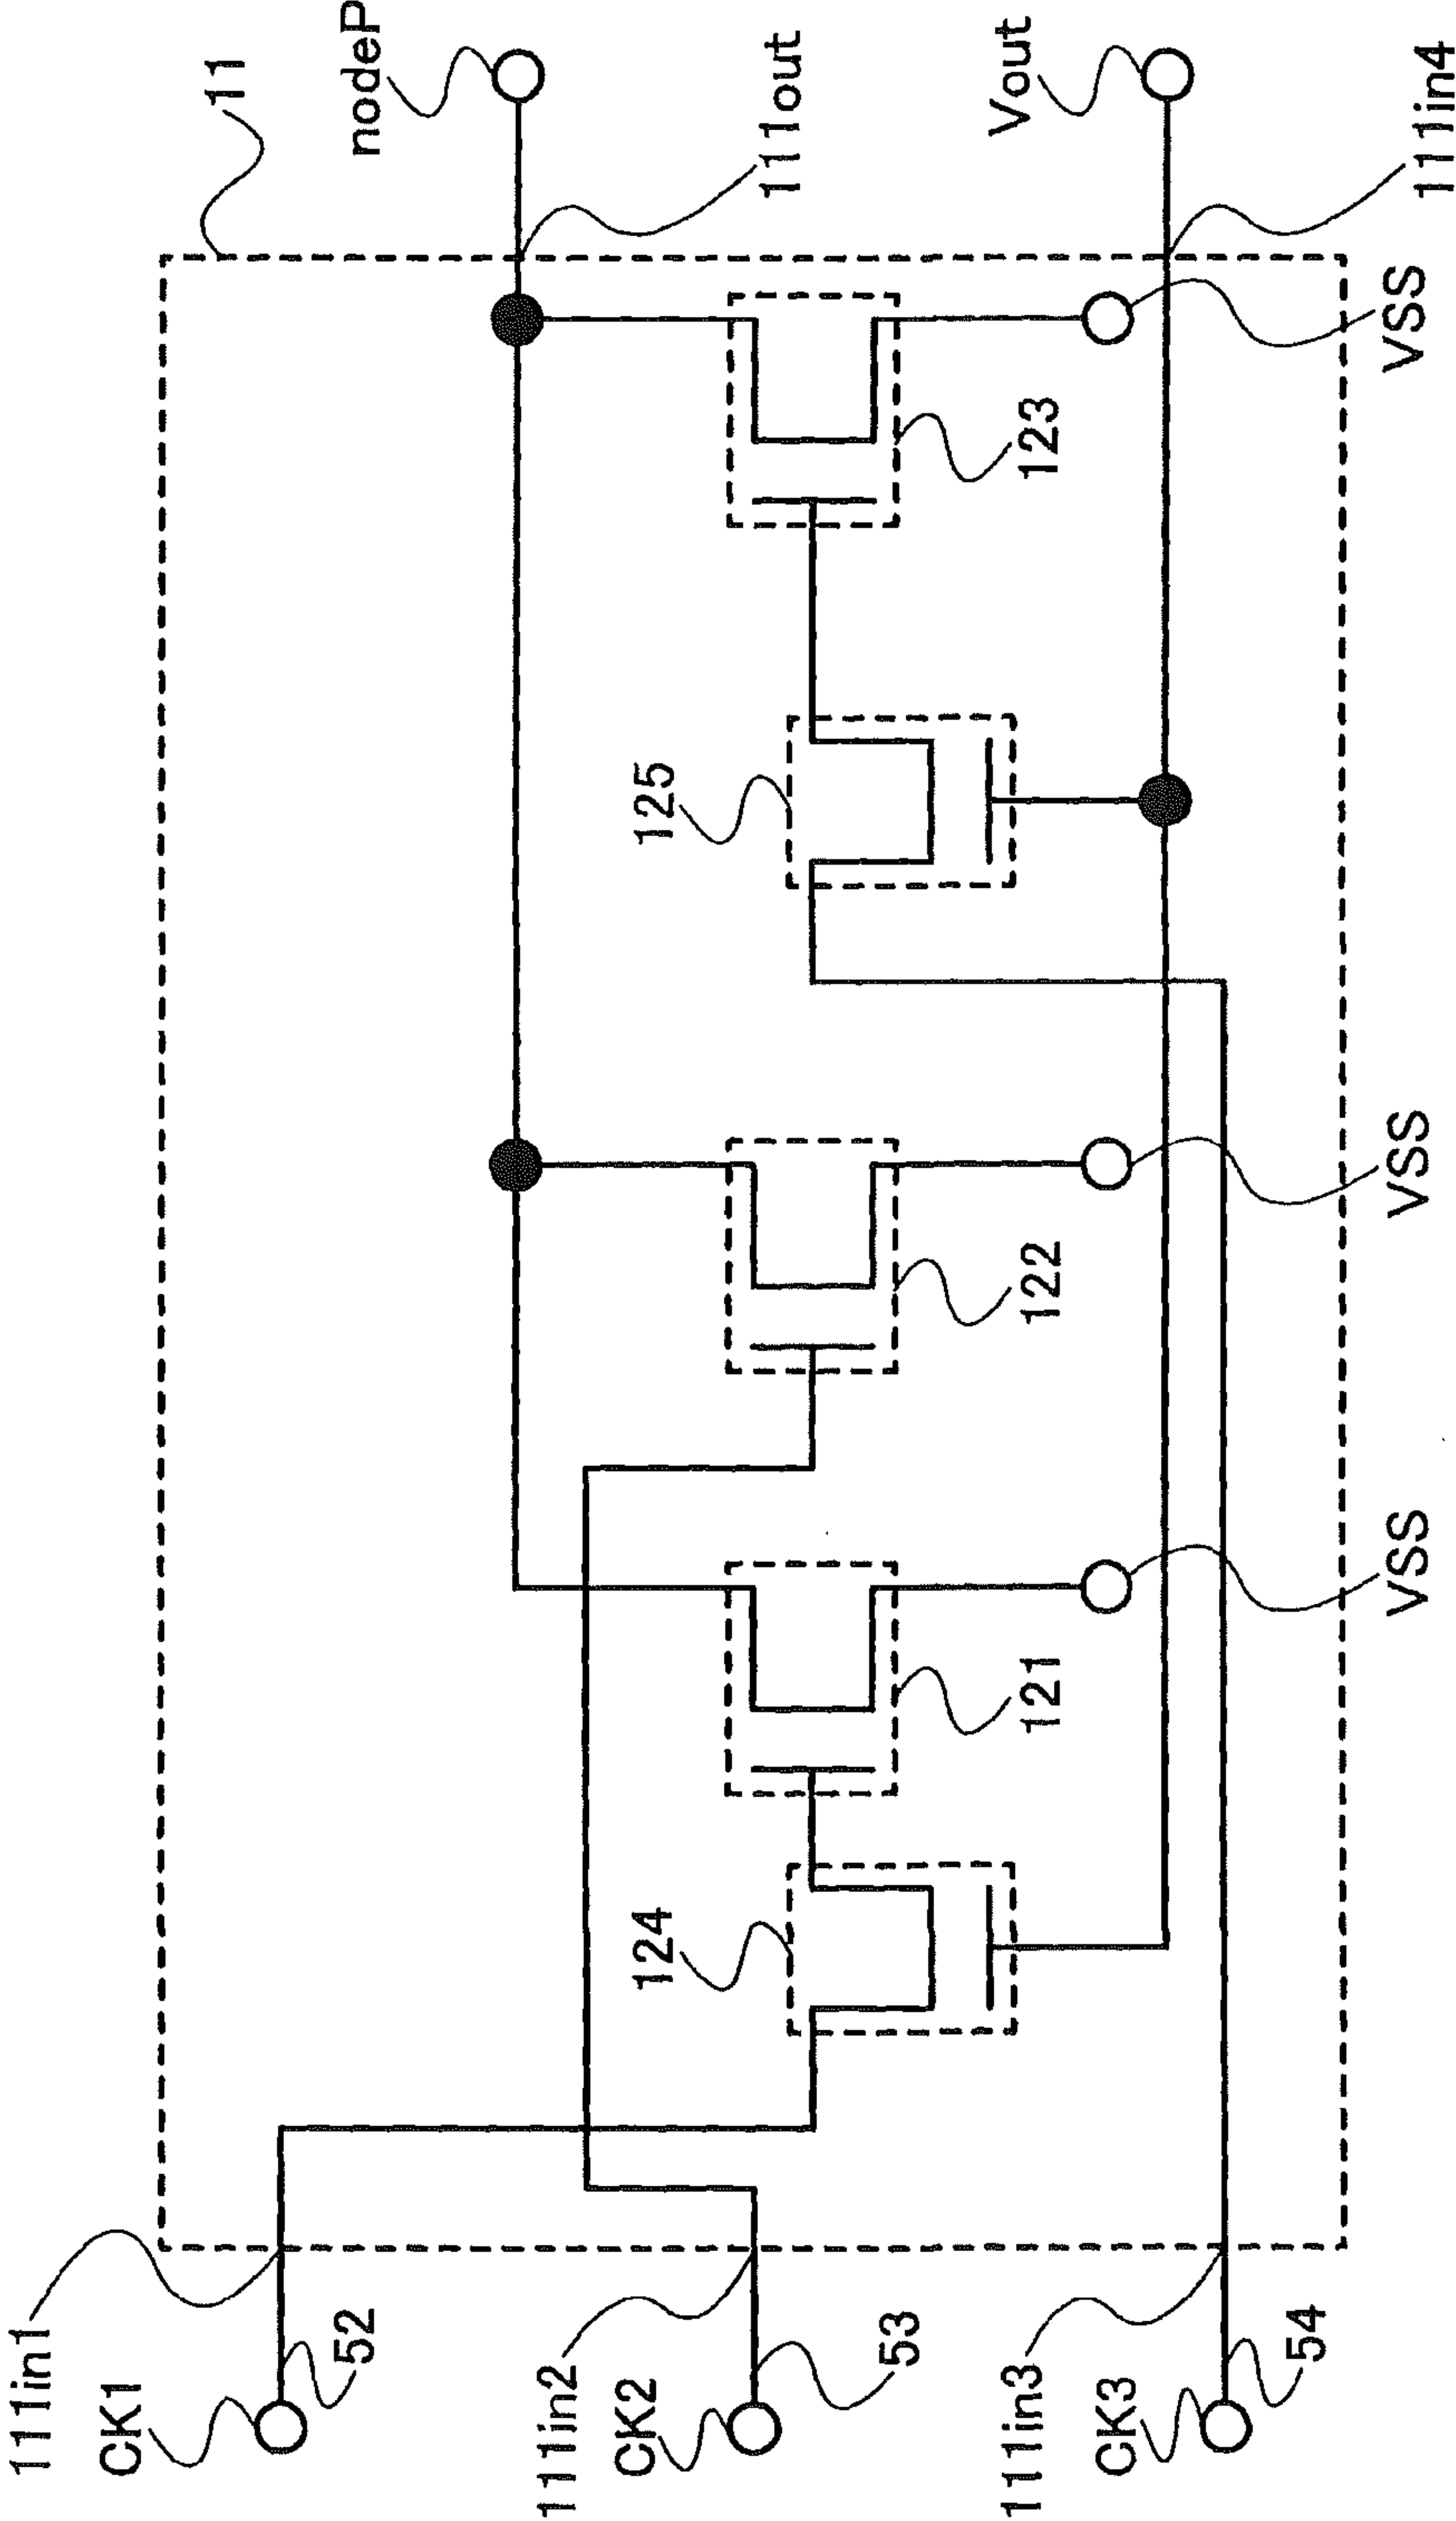 111in1
CK1
11
52
nodeP
111in2
CK2
124
125
111out
53
Vout
111in3
121
122
123
CK3
54
VSS
VSS
VSS
111in4